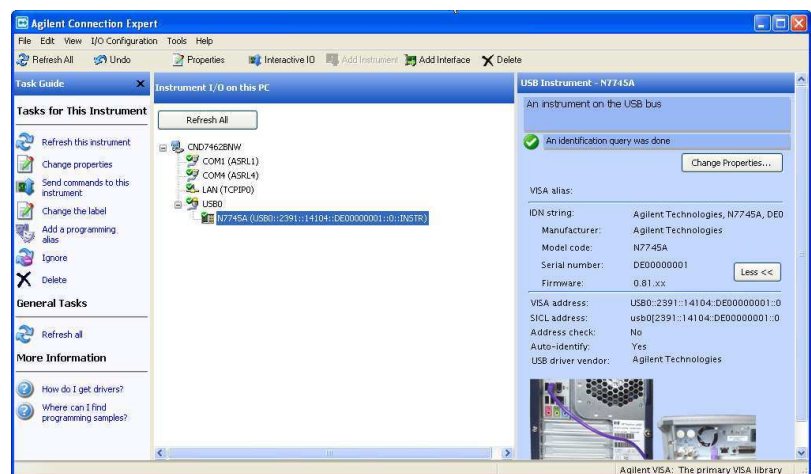 Agilent Connection Expert
File Edit View I/O Configuration Tools Help
Refresh All Undo Properties Interactive IO Add Instrument Add Interface Delete
Task Guide
Tasks for This Instrument
Refresh this instrument
Change properties
Send commands to this
instrument
Change the label
Add a programming
alias
Ignore
Delete
General Tasks
Refresh all
More Information
How do I get drivers?
Where can I find
programming samples?
Instrument I/O on this PC
Refresh All
CND7462BNW
COM1 (ASRL1)
COM4 (ASRL4)
LAN (TCPIP0)
USB0
N7745A (USB0::2391::14104::DE00000001::0::INSTR)
USB Instrument - N7745A
An instrument on the USB bus
An identification query was done
Change Properties...
VISA alias:
IDN string: Agilent Technologies, N7745A, DE0
Manufacturer: Agilent Technologies
Model code: N7745A
Serial number: DE00000001
Less <<
Firmware: 0.81.xx
VISA address: USB0::2391::14104::DE00000001::0
SICL address: usb0[2391::14104::DE00000001::0
Address check: No
Auto-identify: Yes
USB driver vendor: Agilent Technologies
Agilent VISA: The primary VISA library